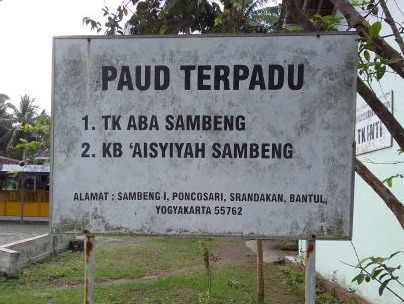 PAUD TERPADU
1. TK ABA SAMBENG
2. KB 'AISYIYAH SAMBENG
ALAMAT : SAMBENG I, PONCOSARI, SRANDAKAN, BANTUL,
YOGYAKARTA 55762